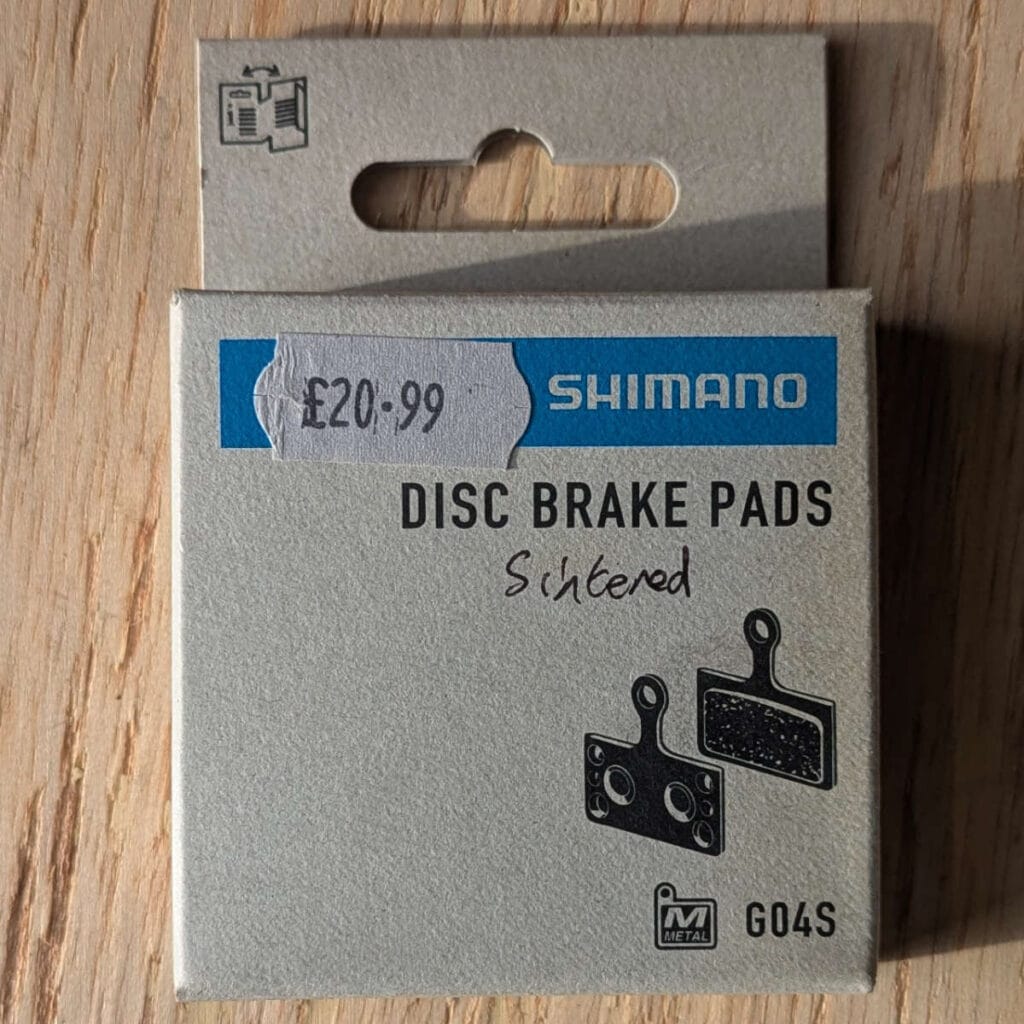 £20.99
SHIMANO
DISC BRAKE PADS
Sintered
M
METAL
G04S